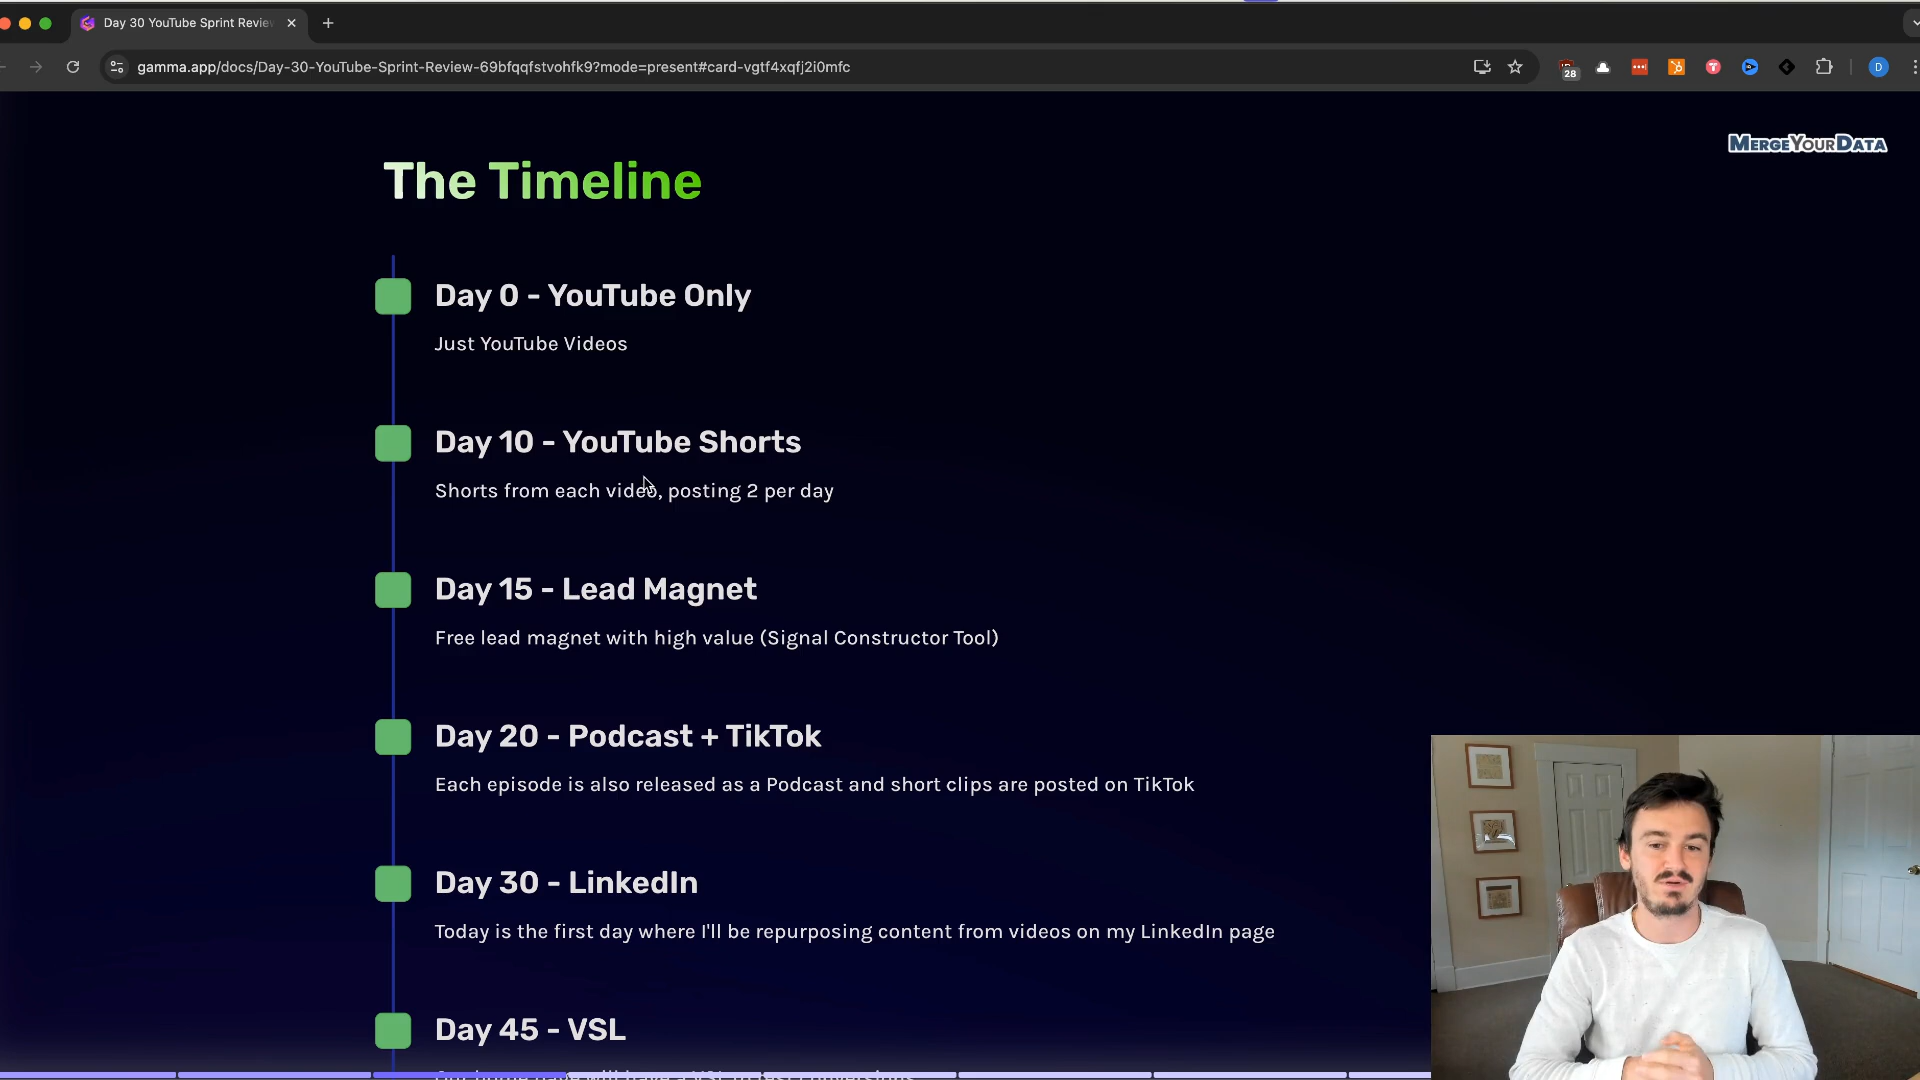 Day 30 YouTube Sprint Review
gamma.app/docs/Day-30-YouTube-Sprint-Review-69bfqqfstvohfk9?mode=present#card-vgtf4xqfj2i0mfc
28
T
D
MERGEYOURDATA
The Timeline
Day 0 - YouTube Only
Just YouTube Videos
Day 10 - YouTube Shorts
Shorts from each video, posting 2 per day
Day 15 - Lead Magnet
Free lead magnet with high value (Signal Constructor Tool)
Day 20 - Podcast + TikTok
Each episode is also released as a Podcast and short clips are posted on TikTok
Day 30 - LinkedIn
Today is the first day where I'll be repurposing content from videos on my LinkedIn page
Day 45 - VSL